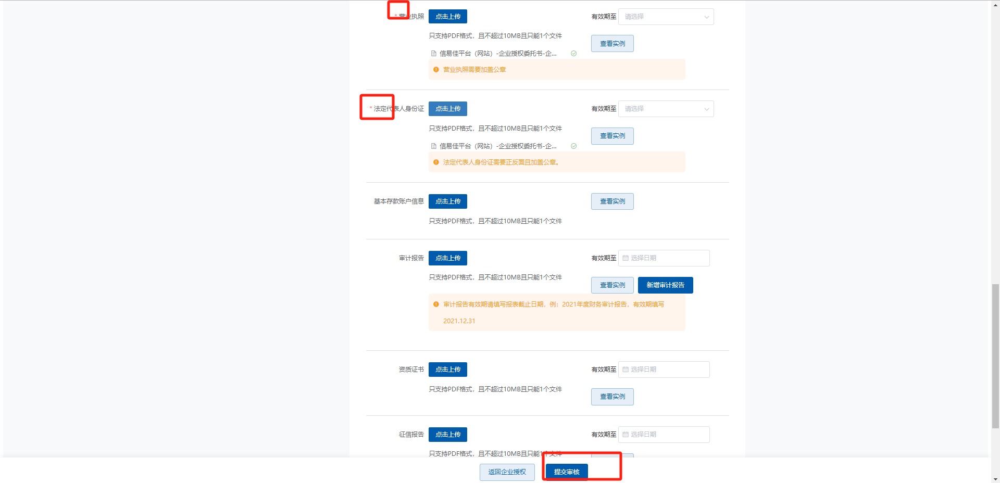 * 营业执照 点击上传 有效期至 请选择
只支持PDF格式，且不超过10MB且只能1个文件
查看实例
信易佳平台（网站）-企业授权委托书-企...
营业执照需要加盖公章
* 法定代表人身份证 点击上传 有效期至 请选择
只支持PDF格式，且不超过10MB且只能1个文件
查看实例
信易佳平台（网站）-企业授权委托书-企...
法定代表人身份证需要正反面且加盖公章。
基本存款账户信息 点击上传 查看实例
只支持PDF格式，且不超过10MB且只能1个文件
审计报告 点击上传 有效期至 选择日期
只支持PDF格式，且不超过10MB且只能1个文件
查看实例 新增审计报告
审计报告有效期请填写报表截止日期，例：2021年度财务审计报告，有效期填写
2021.12.31
资质证书 点击上传 有效期至 选择日期
只支持PDF格式，且不超过10MB且只能1个文件
查看实例
征信报告 点击上传 有效期至 选择日期
只支持PDF格式，且不超过10MB且只能1个文件
返回企业授权 提交审核